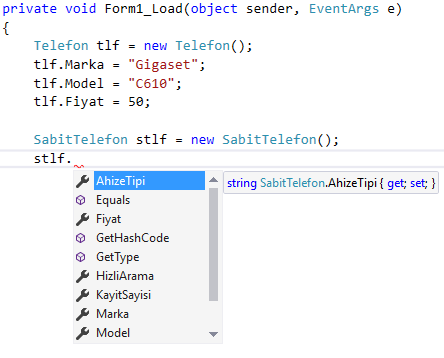 private void Form1_Load(object sender, EventArgs e)
{
Telefon tlf = new Telefon();
tlf.Marka = "Gigaset";
tlf.Model = "C610";
tlf.Fiyat = 50;
SabitTelefon stlf = new SabitTelefon();
stlf.
AhizeTipi
string SabitTelefon.AhizeTipi { get; set; }
Equals
Fiyat
GetHashCode
GetType
HizliArama
KayitSayisi
Marka
Model